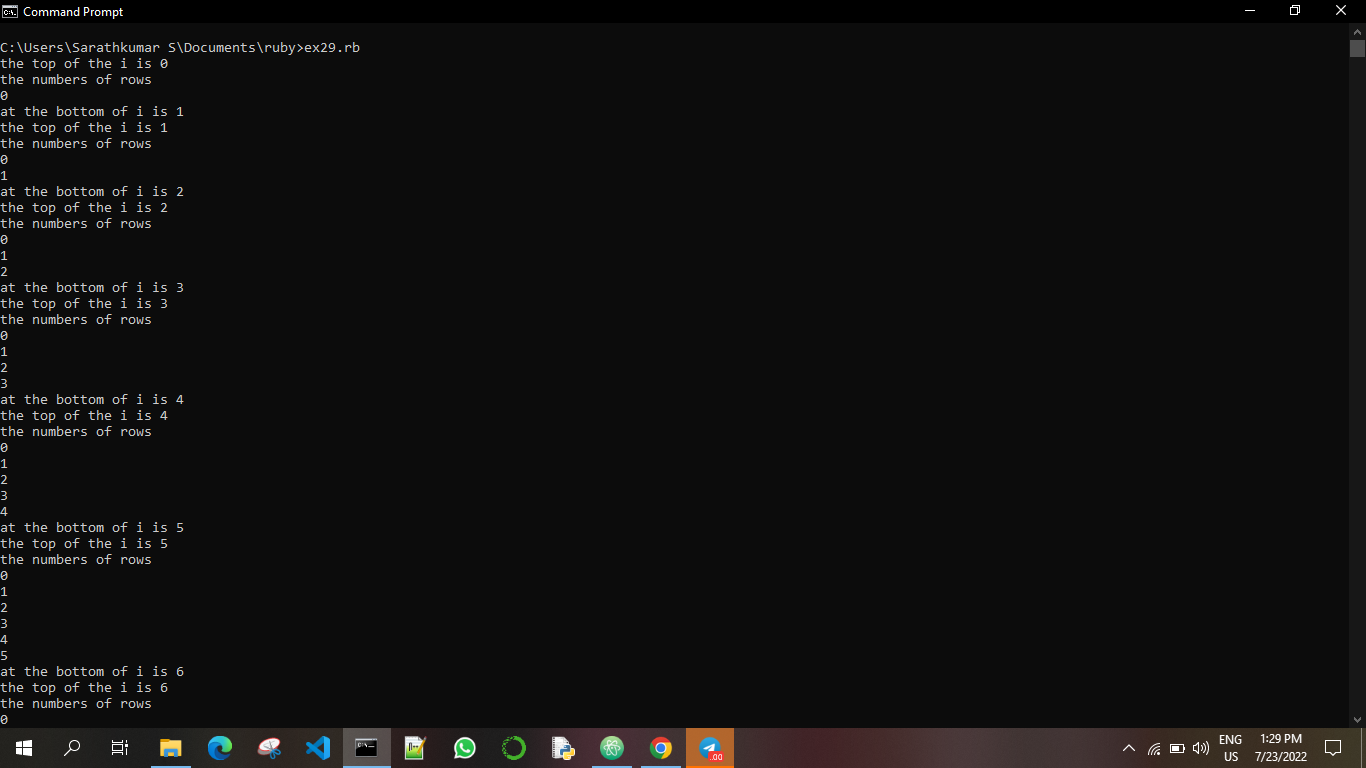 Command Prompt
C:\Users\Sarathkumar S\Documents\ruby>ex29.rb
the top of the i is 0
the numbers of rows
0
at the bottom of i is 1
the top of the i is 1
the numbers of rows
0
1
at the bottom of i is 2
the top of the i is 2
the numbers of rows
0
1
2
at the bottom of i is 3
the top of the i is 3
the numbers of rows
0
1
2
3
at the bottom of i is 4
the top of the i is 4
the numbers of rows
0
1
2
3
4
at the bottom of i is 5
the top of the i is 5
the numbers of rows
0
1
2
3
4
5
at the bottom of i is 6
the top of the i is 6
the numbers of rows
0
ENG 1:29 PM
US 7/23/2022
.00